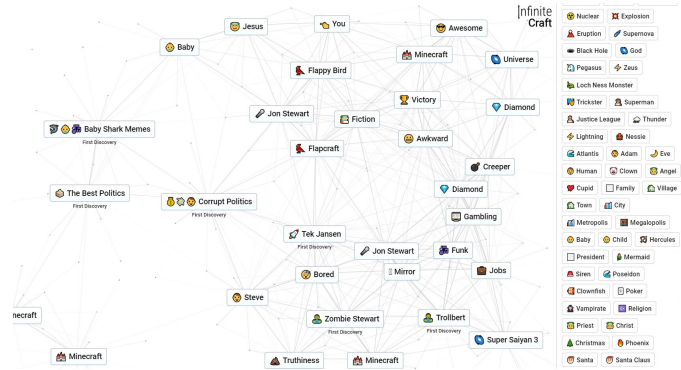 Infinite
Craft
Jesus
You
Awesome
Baby
Minecraft
Universe
Flappy Bird
Victory
Diamond
Jon Stewart
Fiction
Baby Shark Memes
First Discovery
Awkward
Flapcraft
Creeper
The Best Politics
First Discovery
Corrupt Politics
First Discovery
Diamond
Gambling
Tek Jansen
First Discovery
Jon Stewart
Funk
Bored
Mirror
Jobs
Steve
necraft
Zombie Stewart
First Discovery
Trollbert
First Discovery
Super Saiyan 3
Minecraft
Truthiness
Minecraft
Nuclear Explosion
Eruption Supernova
Black Hole God
Pegasus Zeus
Loch Ness Monster
Trickster Superman
Justice League Thunder
Lightning Nessie
Atlantis Adam Eve
Human Clown Angel
Cupid Family Village
Town City
Metropolis Megalopolis
Baby Child Hercules
President Mermaid
Siren Poseidon
Clownfish Poker
Vampirate Religion
Priest Christ
Christmas Phoenix
Santa Santa Claus